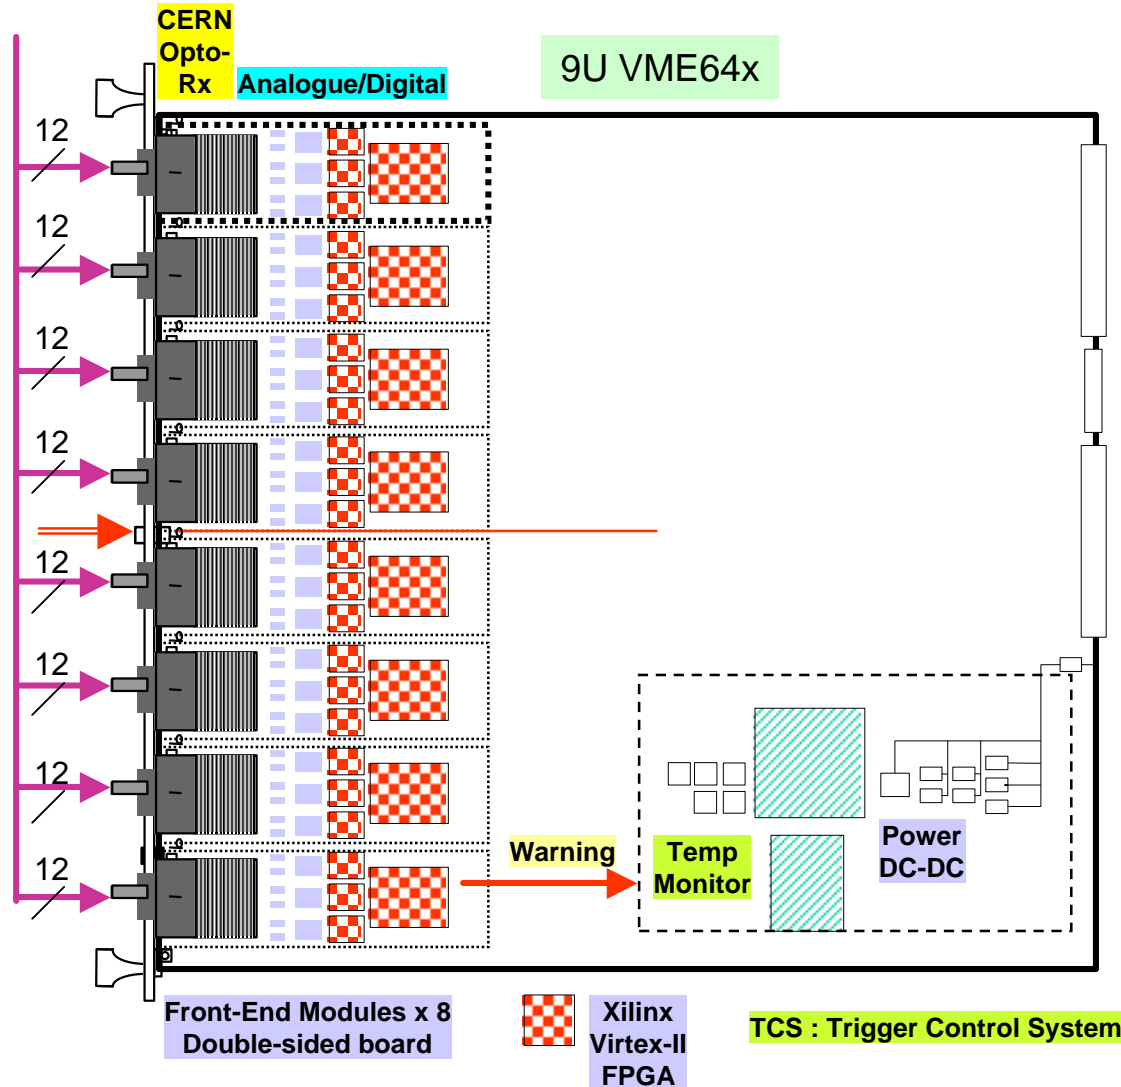 CERN
Opto-
Rx
Analogue/Digital
9U VME64x
12
12
12
12
12
12
12
12
Warning
Temp
Monitor
Power
DC-DC
Front-End Modules x 8
Double-sided board
Xilinx
Virtex-II
FPGA
TCS : Trigger Control System